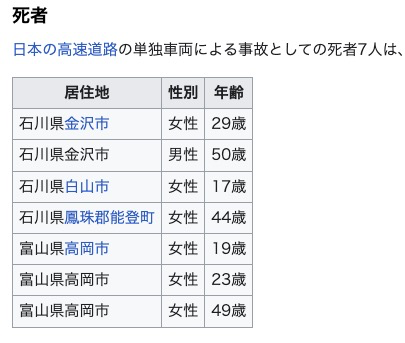 死者
日本の高速道路の単独車両による事故としての死者7人は、
居住地 性別 年齢
石川県金沢市 女性 29歳
石川県金沢市 男性 50歳
石川県白山市 女性 17歳
石川県鳳珠郡能登町 女性 44歳
富山県高岡市 女性 19歳
富山県高岡市 女性 23歳
富山県高岡市 女性 49歳